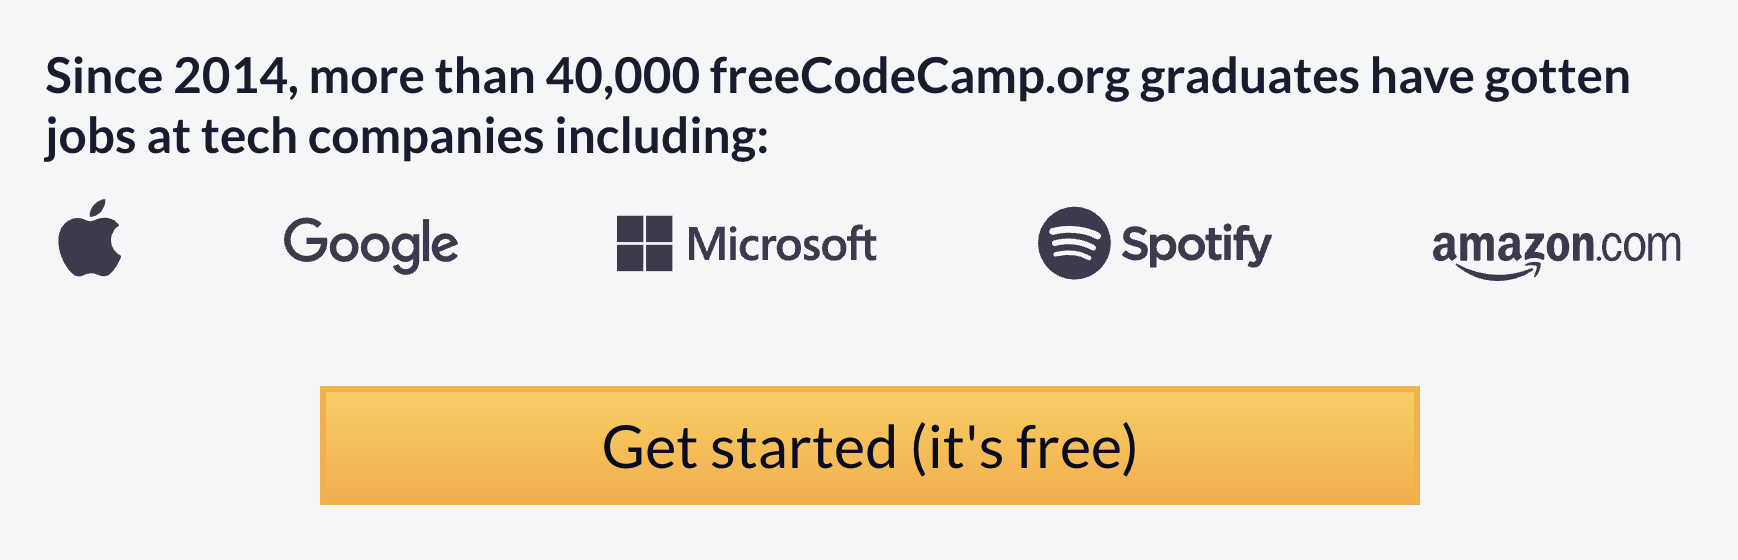 Since 2014, more than 40,000 freeCodeCamp.org graduates have gotten
jobs at tech companies including:
Google Microsoft Spotify amazon.com
Get started (it's free)